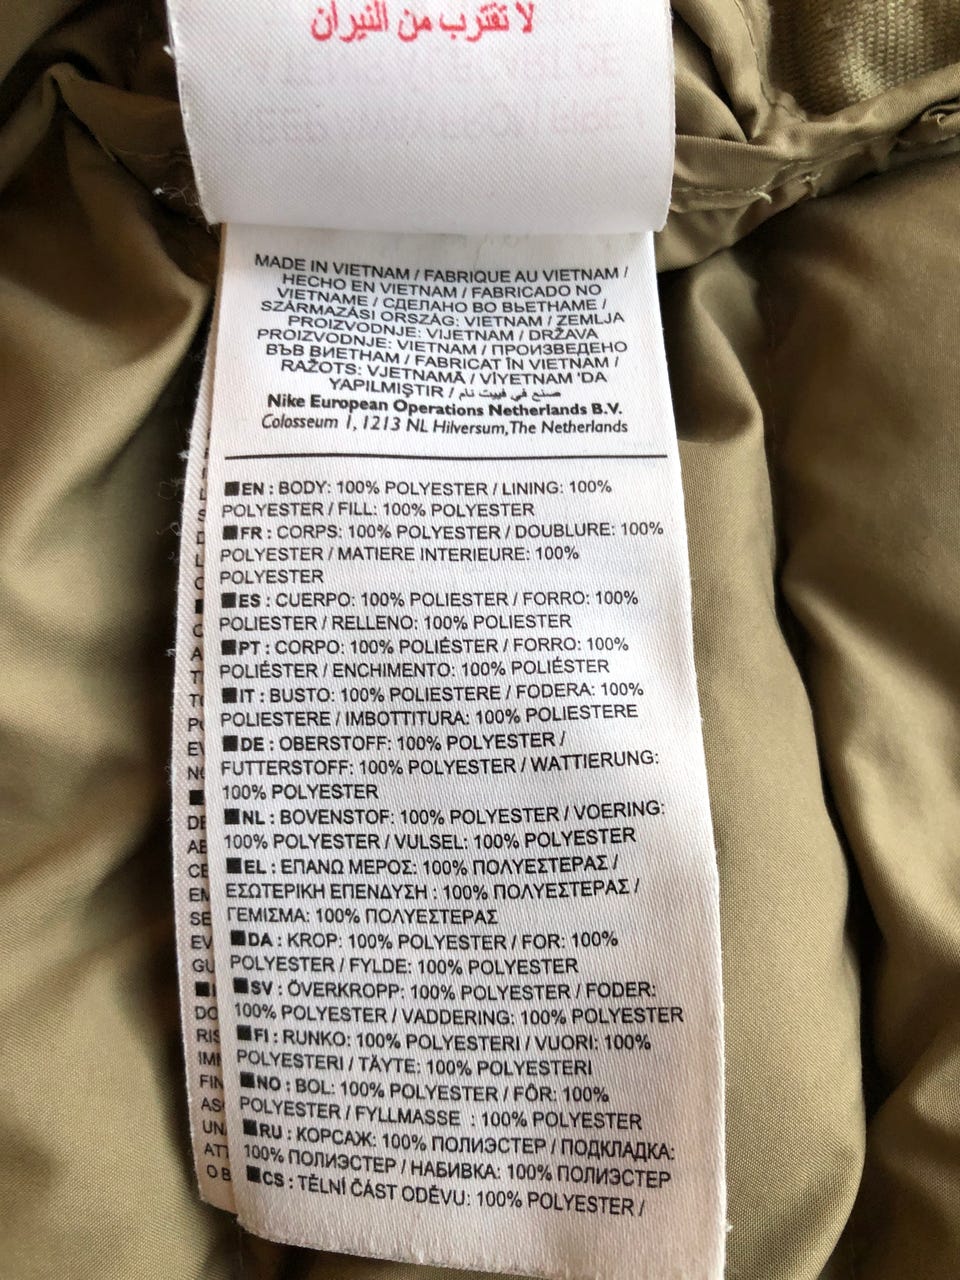 لا تقترب من النيران
MADE IN VIETNAM / FABRIQUE AU VIETNAM /
HECHO EN VIETNAM / FABRICADO NO
VIETNAME / СДЕЛАНО ВО ВЬЕТНАМЕ /
SZÁRMAZÁSI ORSZÁG: VIETNAM / ZEMLJA
PROIZVODNJE: VIJETNAM / DRŽAVA
PROIZVODNJE: VIETNAM / ПРОИЗВЕДЕНО
ВЪВ ВИЕТНАМ / FABRICAT ÎN VIETNAM /
RAŽOTS: VJETNAMĀ / VİYETNAM 'DA
YAPILMIŞTIR / صنع في فييت نام
Nike European Operations Netherlands B.V.
Colosseum 1, 1213 NL Hilversum, The Netherlands
■EN : BODY: 100% POLYESTER / LINING: 100%
POLYESTER / FILL: 100% POLYESTER
■FR : CORPS: 100% POLYESTER / DOUBLURE: 100%
POLYESTER / MATIERE INTERIEURE: 100%
POLYESTER
■ES : CUERPO: 100% POLIESTER / FORRO: 100%
POLIESTER / RELLENO: 100% POLIESTER
■PT : CORPO: 100% POLIÉSTER / FORRO: 100%
POLIÉSTER / ENCHIMENTO: 100% POLIÉSTER
■IT : BUSTO: 100% POLIESTERE / FODERA: 100%
POLIESTERE / IMBOTTITURA: 100% POLIESTERE
■DE : OBERSTOFF: 100% POLYESTER /
FUTTERSTOFF: 100% POLYESTER / WATTIERUNG:
100% POLYESTER
■NL : BOVENSTOF: 100% POLYESTER / VOERING:
100% POLYESTER / VULSEL: 100% POLYESTER
■EL : ΕΠΑΝΩ ΜΕΡΟΣ: 100% ΠΟΛΥΕΣΤΕΡΑΣ /
ΕΣΩΤΕΡΙΚΗ ΕΠΕΝΔΥΣΗ : 100% ΠΟΛΥΕΣΤΕΡΑΣ /
ΓΕΜΙΣΜΑ: 100% ΠΟΛΥΕΣΤΕΡΑΣ
■DA : KROP: 100% POLYESTER / FOR: 100%
POLYESTER / FYLDE: 100% POLYESTER
■SV : ÖVERKROPP: 100% POLYESTER / FODER:
100% POLYESTER / VADDERING: 100% POLYESTER
■FI : RUNKO: 100% POLYESTERI / VUORI: 100%
POLYESTERI / TÄYTE: 100% POLYESTERI
■NO : BOL: 100% POLYESTER / FÔR: 100%
POLYESTER / FYLLMASSE : 100% POLYESTER
■RU : КОРСАЖ: 100% ПОЛИЭСТЕР / ПОДКЛАДКА:
100% ПОЛИЭСТЕР / НАБИВКА: 100% ПОЛИЭСТЕР
■CS : TĚLNÍ ČÁST ODĚVU: 100% POLYESTER /